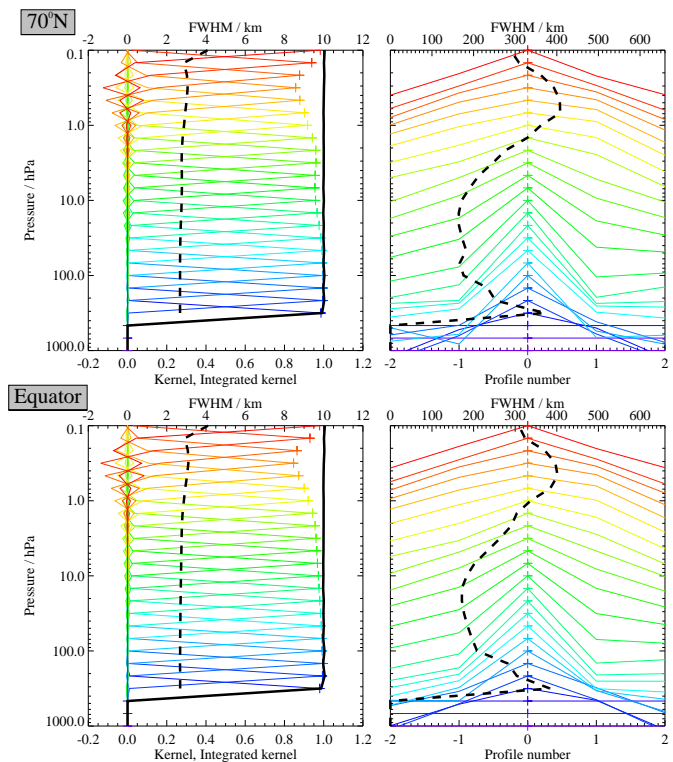 70°N
FWHM / km
FWHM / km
-2 0 2 4 6 8 10 12
0 100 200 300 400 500 600
0.1
1.0
10.0
100.0
1000.0
Pressure / hPa
-0.2 0.0 0.2 0.4 0.6 0.8 1.0 1.2
-2 -1 0 1 2
Kernel, Integrated kernel
Profile number
Equator
FWHM / km
FWHM / km
-2 0 2 4 6 8 10 12
0 100 200 300 400 500 600
0.1
1.0
10.0
100.0
1000.0
Pressure / hPa
-0.2 0.0 0.2 0.4 0.6 0.8 1.0 1.2
-2 -1 0 1 2
Kernel, Integrated kernel
Profile number